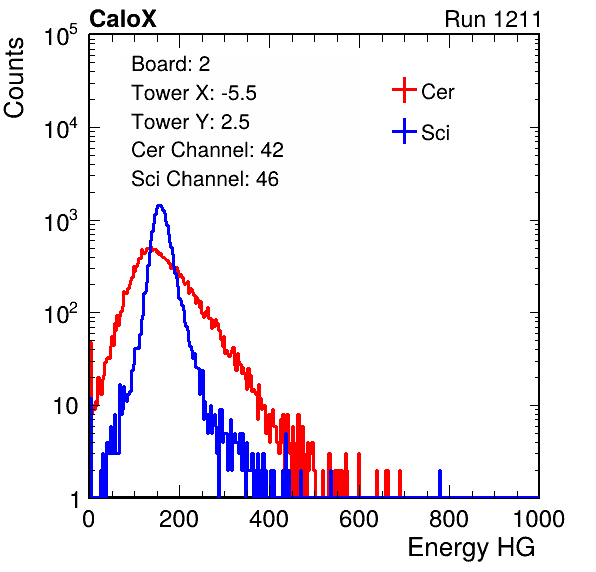 CaloX Run 1211
Counts
10^5
10^4
10^3
10^2
10
1
Board: 2
Tower X: -5.5
Tower Y: 2.5
Cer Channel: 42
Sci Channel: 46
Cer
Sci
0 200 400 600 800 1000
Energy HG